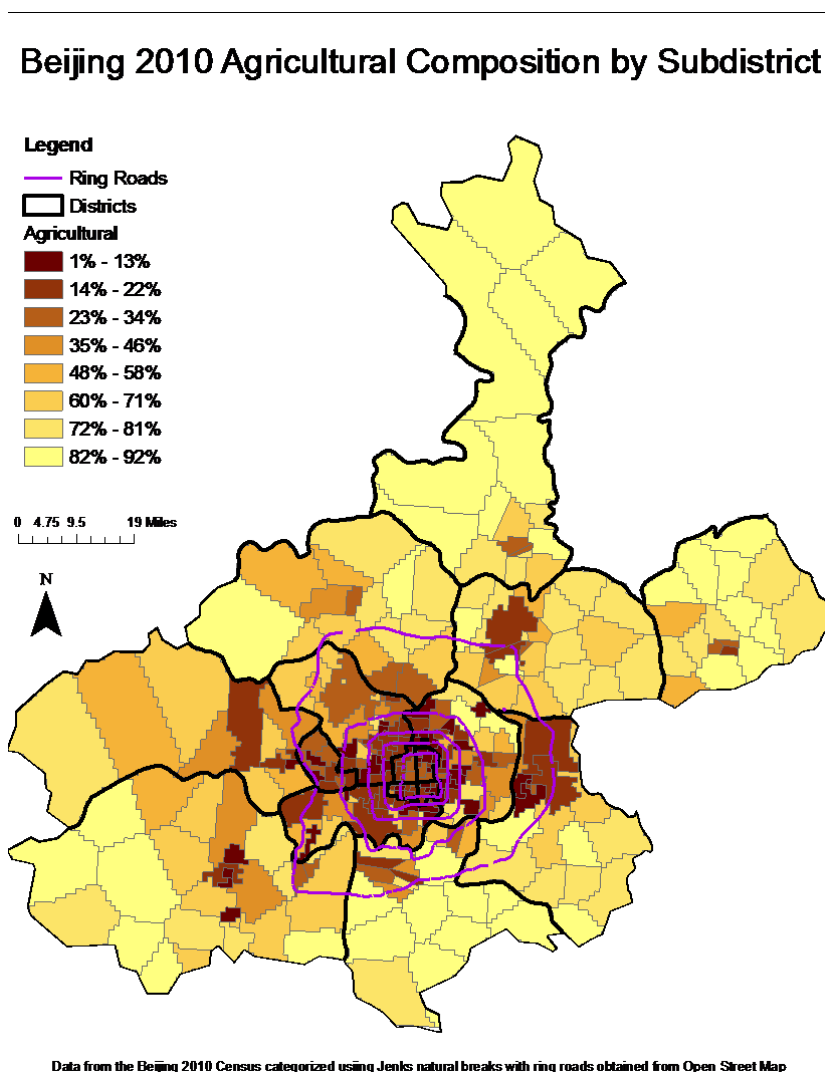 Beijing 2010 Agricultural Composition by Subdistrict
Legend
Ring Roads
Districts
Agricultural
1% - 13%
14% - 22%
23% - 34%
35% - 46%
48% - 58%
60% - 71%
72% - 81%
82% - 92%
0 4.75 9.5 19 Miles
N
Data from the Beijing 2010 Census categorized using Jenks natural breaks with ring roads obtained from Open Street Map